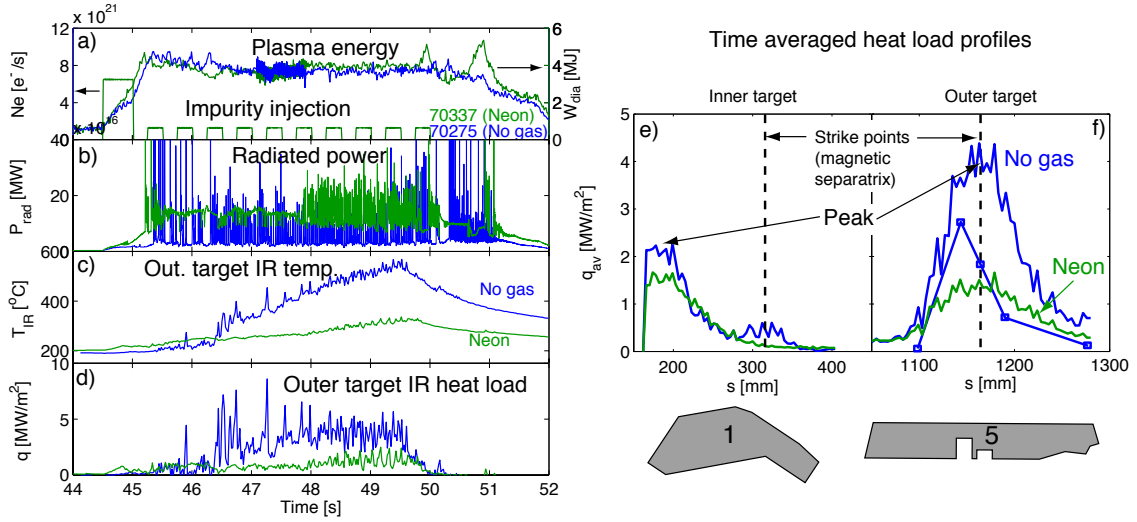 x 10^21
12
8
4
x 10^16
Ne [e⁻/s]
a)
Plasma energy
Impurity injection
70337 (Neon)
70275 (No gas)
6
4
2
0
W_dia [MJ]
40
20
P_rad [MW]
b)
Radiated power
600
400
200
T_IR [°C]
c)
Out. target IR temp.
No gas
Neon
10
5
0
q [MW/m²]
d)
Outer target IR heat load
44 45 46 47 48 49 50 51 52
Time [s]
Time averaged heat load profiles
Inner target
Outer target
5
4
3
2
1
0
q_av [MW/m²]
e)
f)
Strike points
(magnetic
separatrix)
No gas
Peak
Neon
200 300 400
1100 1200 1300
s [mm]
s [mm]
1
5